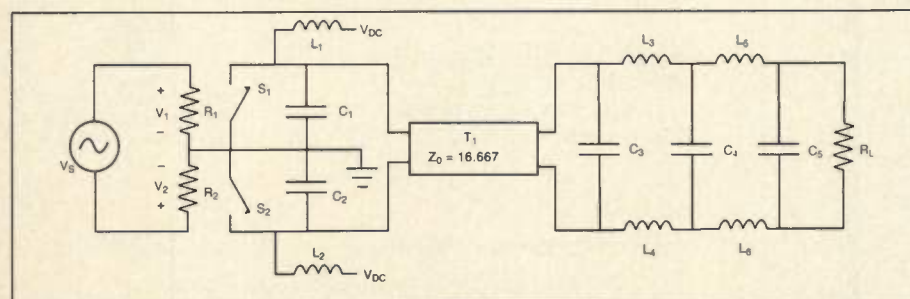 L1
VDC
L3
L5
S1
+
V1
R1
−
C1
T1
Z0 = 16.667
VS
C3
C4
C5
RL
−
V2
R2
+
C2
S2
L4
L6
L2
VDC